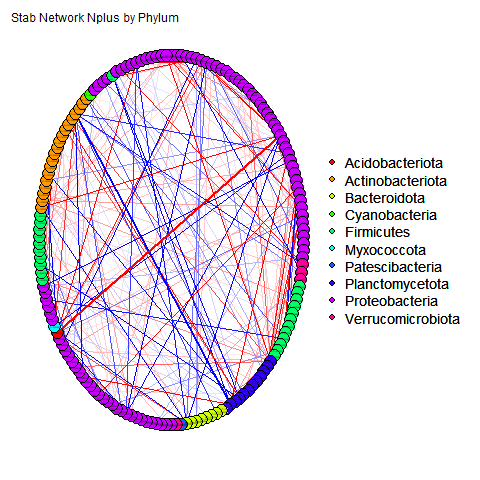 Stab Network Nplus by Phylum
Acidobacteriota
Actinobacteriota
Bacteroidota
Cyanobacteria
Firmicutes
Myxococcota
Patescibacteria
Planctomycetota
Proteobacteria
Verrucomicrobiota